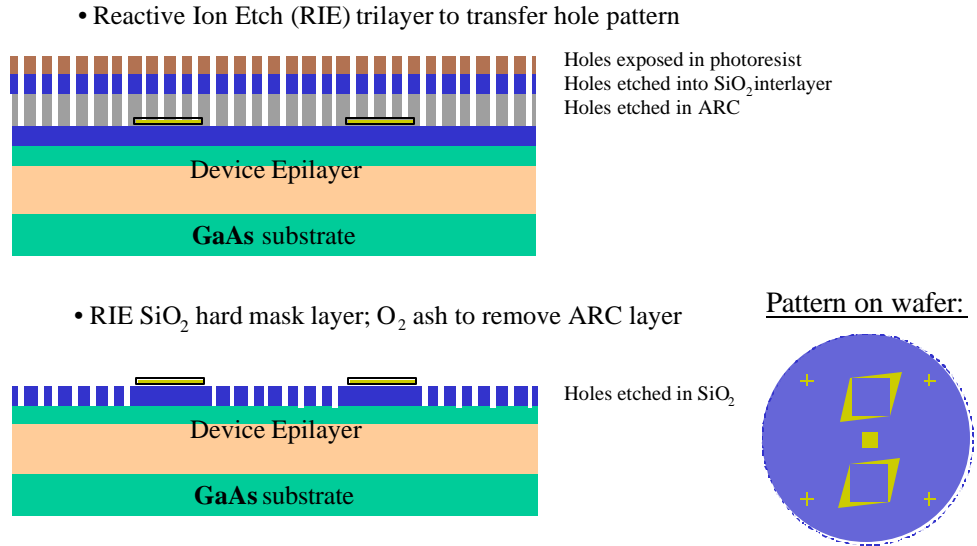 • Reactive Ion Etch (RIE) trilayer to transfer hole pattern
Holes exposed in photoresist
Holes etched into SiO₂ interlayer
Holes etched in ARC
Device Epilayer
GaAs substrate
• RIE SiO₂ hard mask layer; O₂ ash to remove ARC layer
Pattern on wafer:
Holes etched in SiO₂
Device Epilayer
GaAs substrate